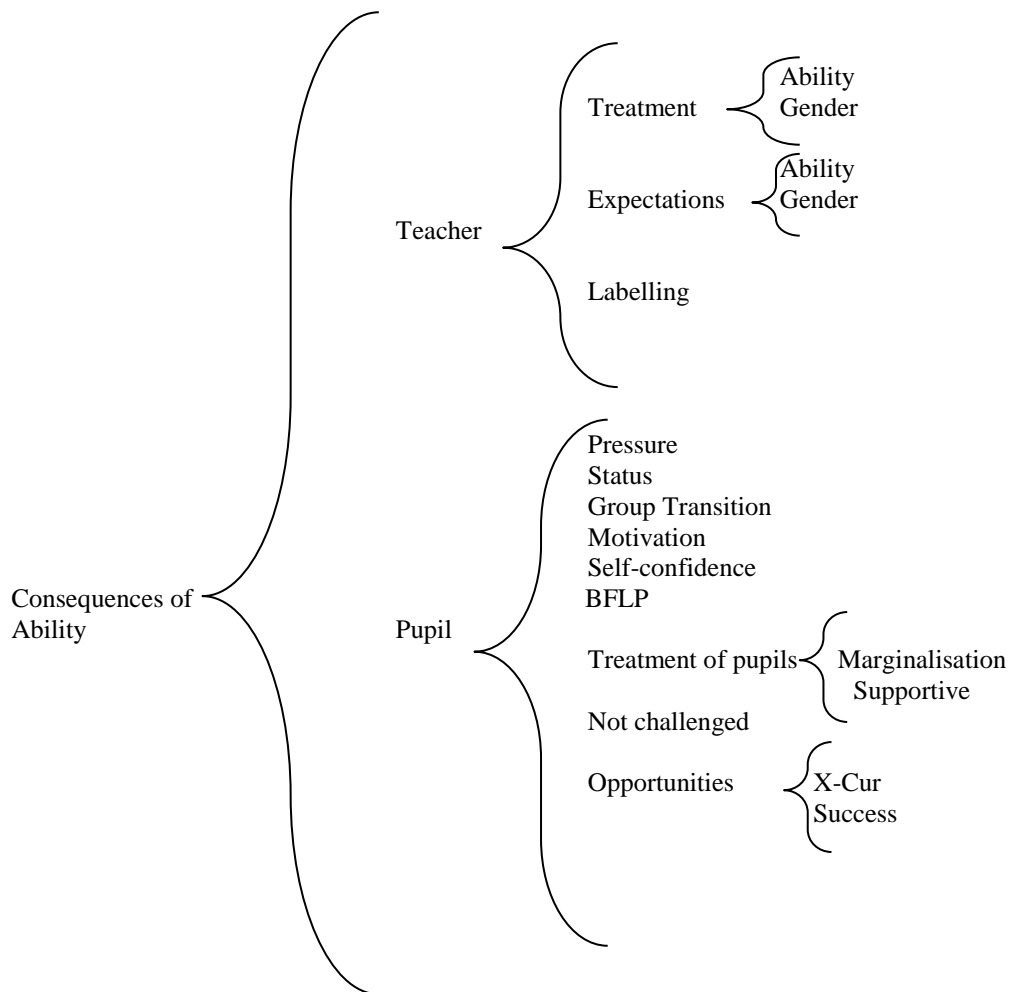 Ability
Gender
Treatment
Ability
Gender
Expectations
Teacher
Labelling
Pressure
Status
Group Transition
Motivation
Self-confidence
BFLP
Consequences of
Ability
Pupil
Treatment of pupils
Marginalisation
Supportive
Not challenged
Opportunities
X-Cur
Success